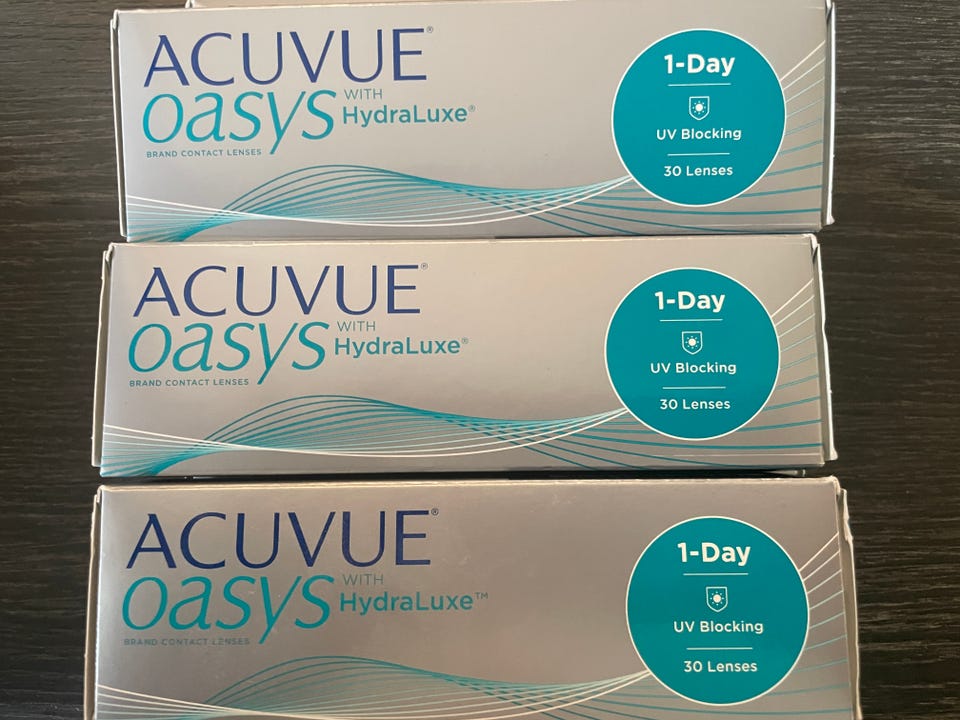 ACUVUE®
oasys WITH HydraLuxe®
BRAND CONTACT LENSES
1-Day
UV Blocking
30 Lenses
ACUVUE®
oasys WITH HydraLuxe®
BRAND CONTACT LENSES
1-Day
UV Blocking
30 Lenses
ACUVUE®
oasys WITH HydraLuxe™
BRAND CONTACT LENSES
1-Day
UV Blocking
30 Lenses